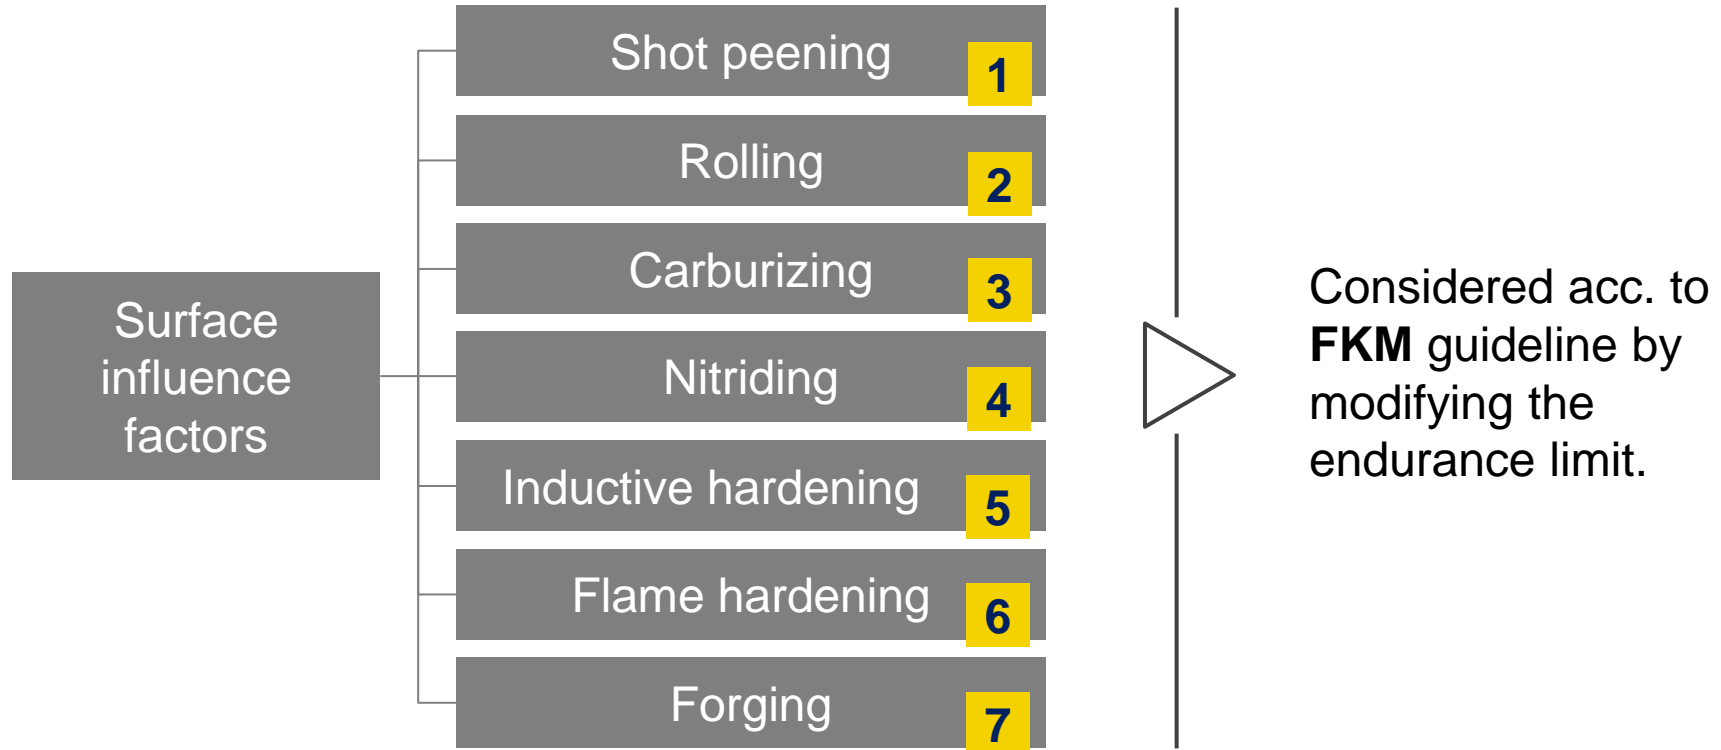 Surface
influence
factors
Shot peening
1
Rolling
2
Carburizing
3
Nitriding
4
Inductive hardening
5
Flame hardening
6
Forging
7
Considered acc. to
FKM guideline by
modifying the
endurance limit.